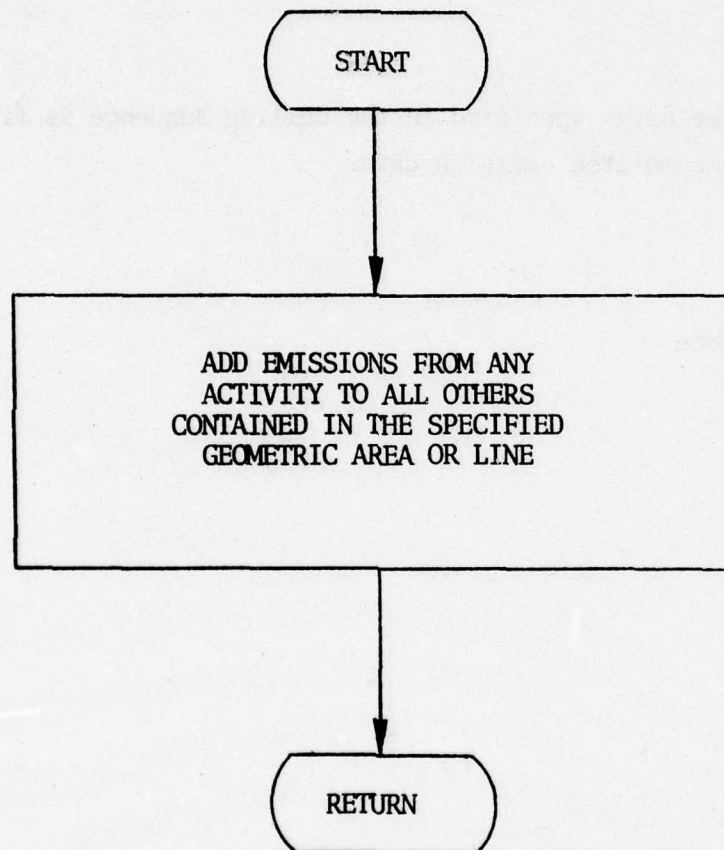 START
ADD EMISSIONS FROM ANY
ACTIVITY TO ALL OTHERS
CONTAINED IN THE SPECIFIED
GEOMETRIC AREA OR LINE
RETURN